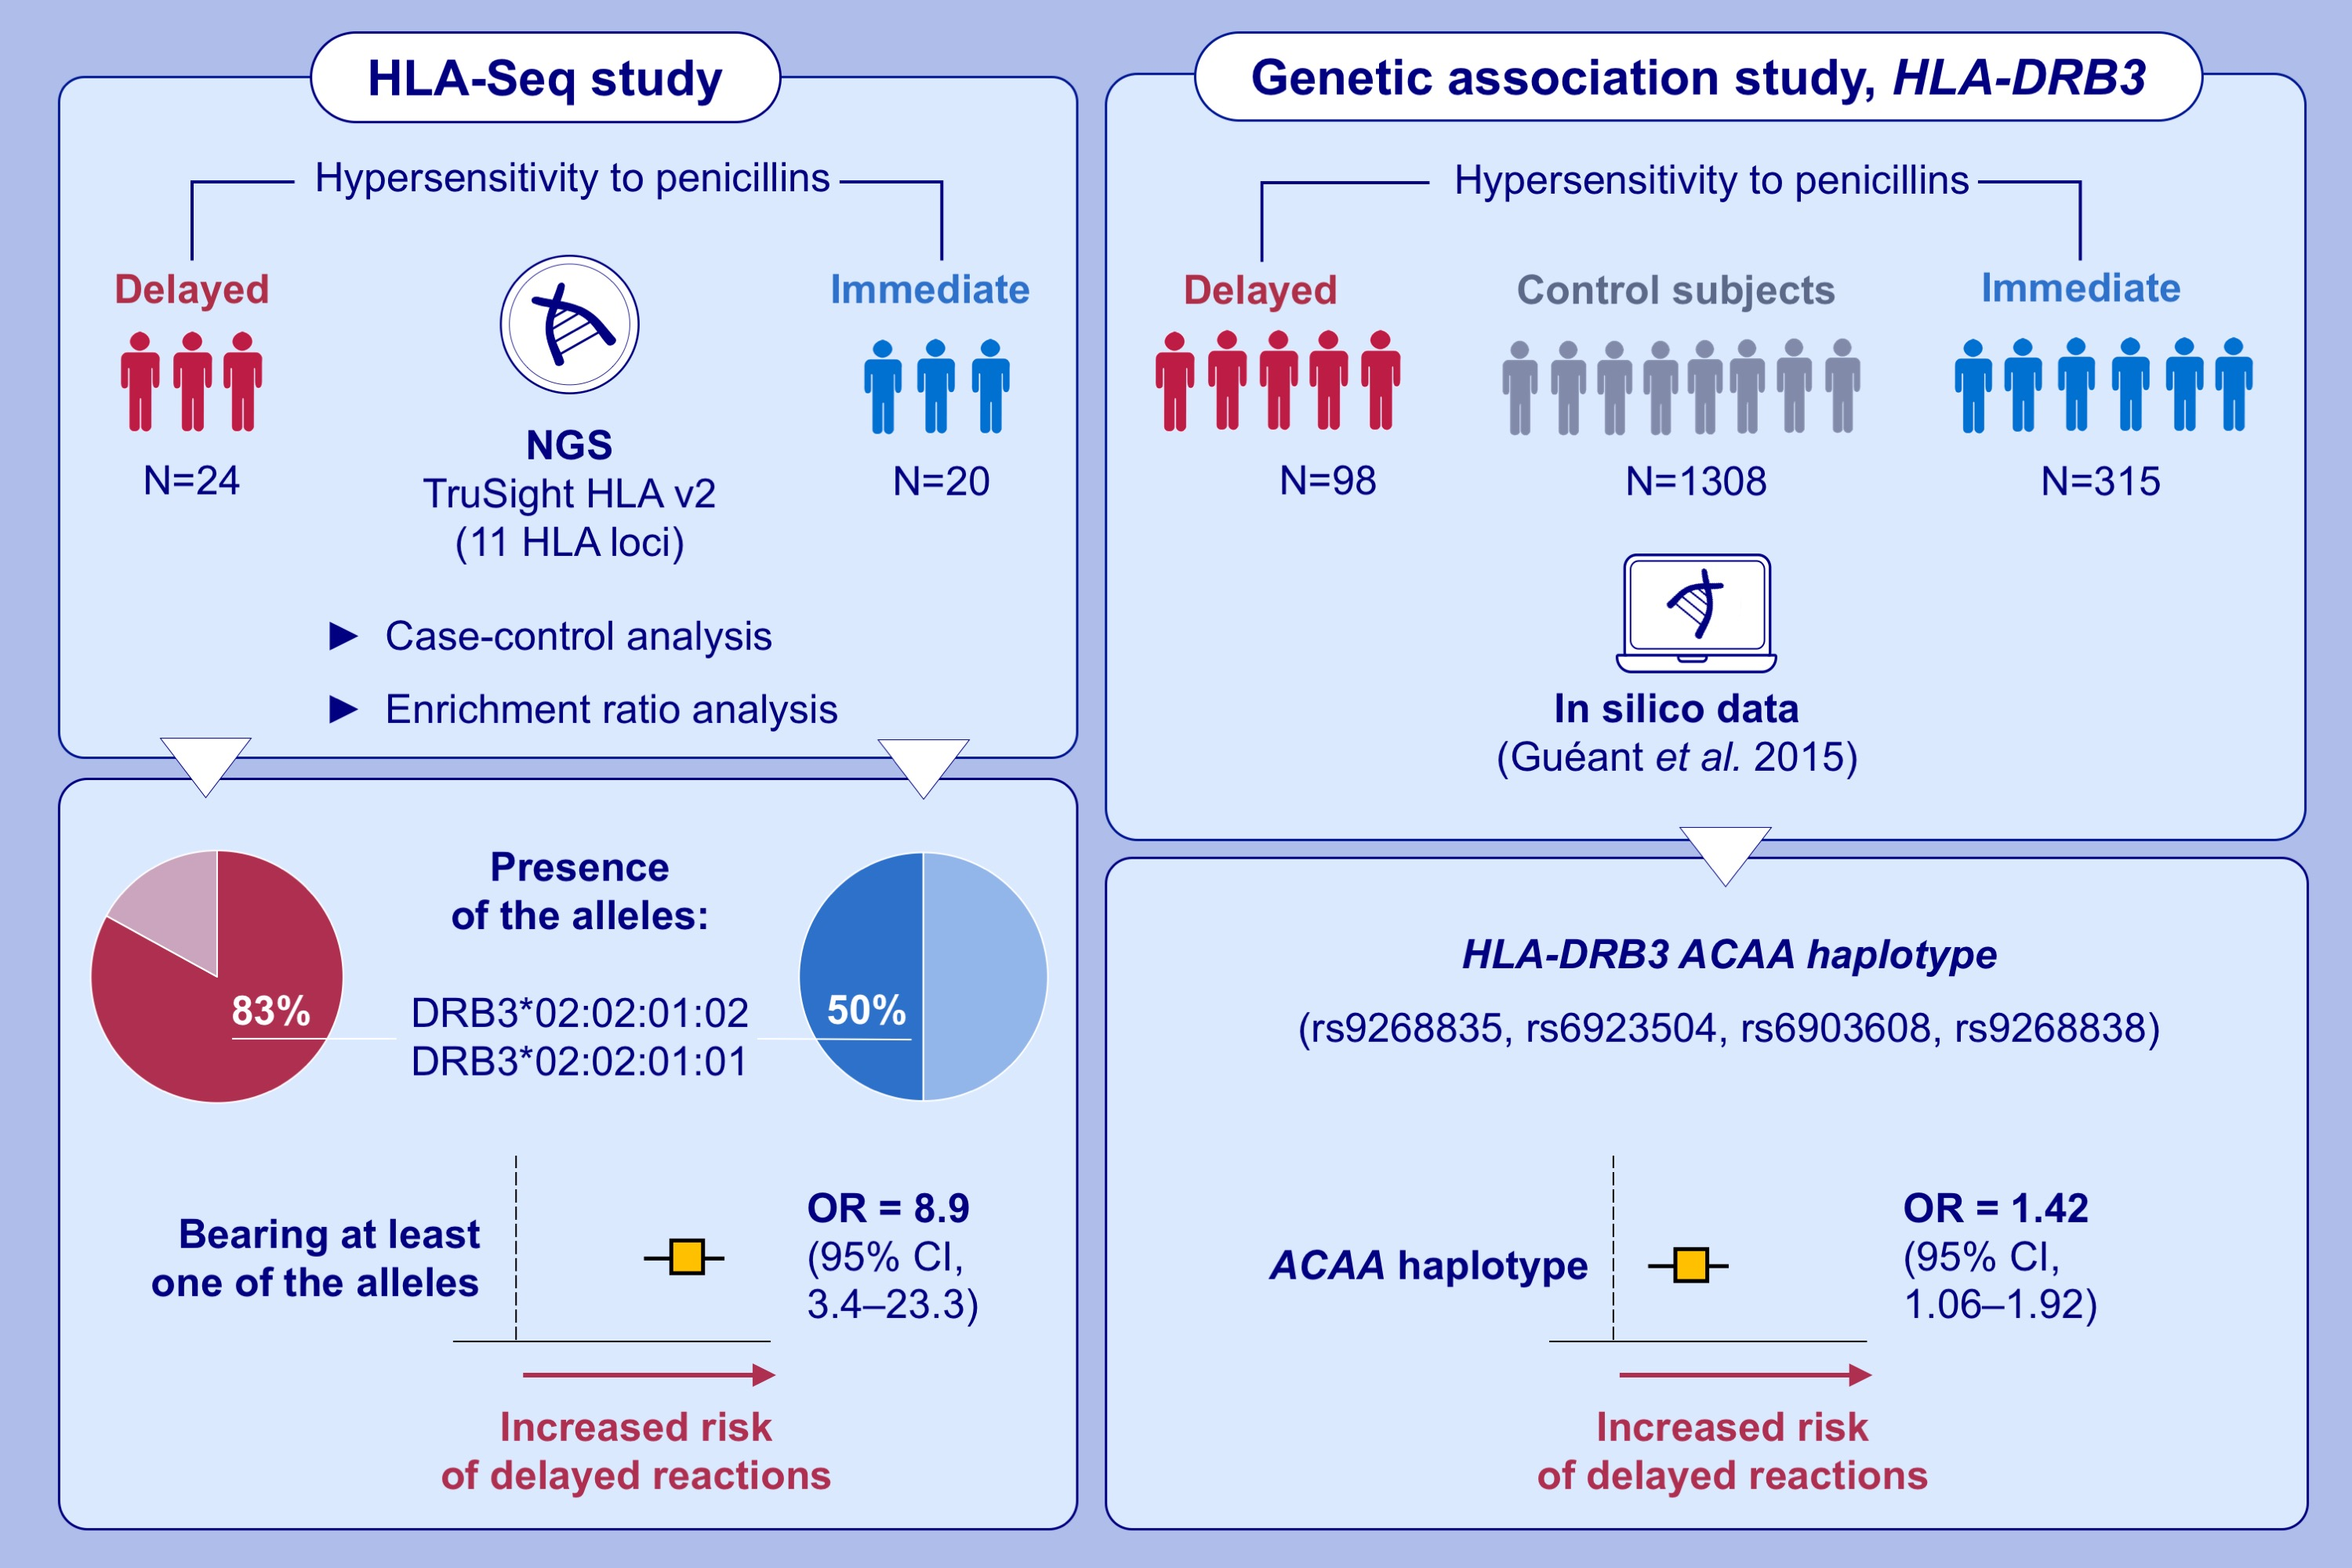 HLA-Seq study
Hypersensitivity to penicillins
Delayed
Immediate
N=24
NGS
TruSight HLA v2
(11 HLA loci)
N=20
► Case-control analysis
► Enrichment ratio analysis
Presence
of the alleles:
83%
DRB3*02:02:01:02
DRB3*02:02:01:01
50%
Bearing at least
one of the alleles
OR = 8.9
(95% CI,
3.4–23.3)
Increased risk
of delayed reactions
Genetic association study, HLA-DRB3
Hypersensitivity to penicillins
Delayed
Control subjects
Immediate
N=98
N=1308
N=315
In silico data
(Guéant et al. 2015)
HLA-DRB3 ACAA haplotype
(rs9268835, rs6923504, rs6903608, rs9268838)
ACAA haplotype
OR = 1.42
(95% CI,
1.06–1.92)
Increased risk
of delayed reactions